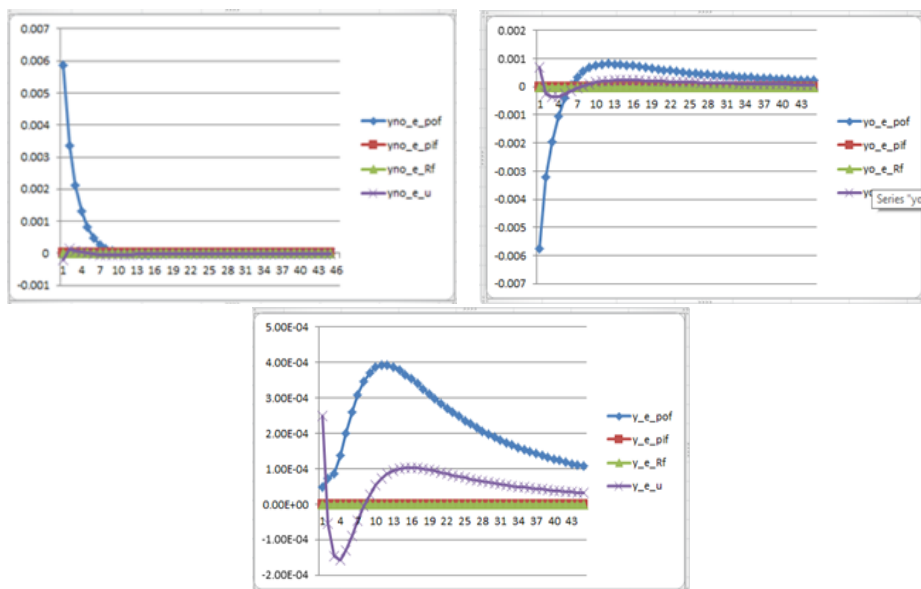 0.007
0.006
0.005
0.004
0.003
0.002
0.001
0
-0.001
1 4 7 10 13 16 19 22 25 28 31 34 37 40 43 46
yno_e_pof
yno_e_pif
yno_e_Rf
yno_e_u
0.002
0.001
0
-0.001
-0.002
-0.003
-0.004
-0.005
-0.006
-0.007
1 4 7 10 13 16 19 22 25 28 31 34 37 40 43
yo_e_pof
yo_e_pif
yo_e_Rf
yo
Series "yo
5.00E-04
4.00E-04
3.00E-04
2.00E-04
1.00E-04
0.00E+00
-1.00E-04
-2.00E-04
1 4 7 10 13 16 19 22 25 28 31 34 37 40 43
y_e_pof
y_e_pif
y_e_Rf
y_e_u